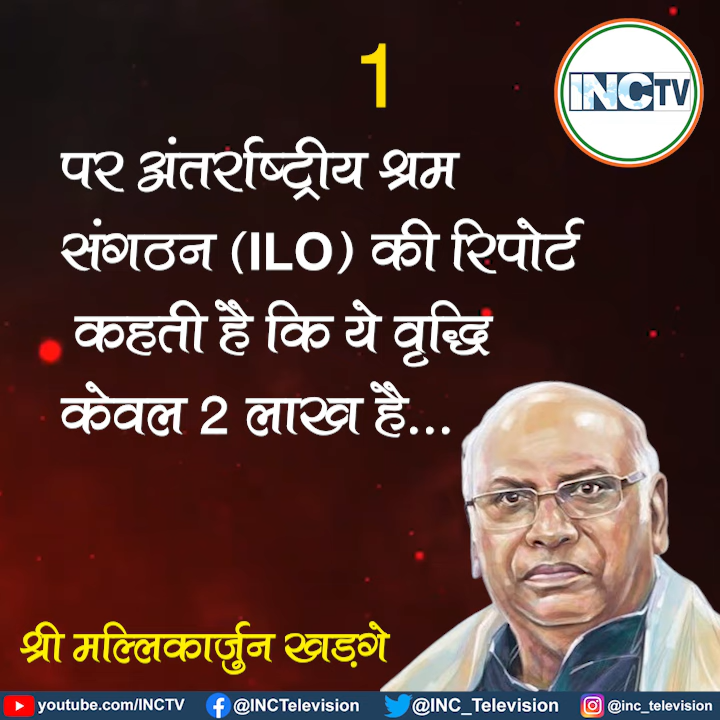 1
INCTV
पर अंतर्राष्ट्रीय श्रम
संगठन (ILO) की रिपोर्ट
कहती है कि ये वृद्धि
केवल 2 लाख है...
श्री मल्लिकार्जुन खड़गे
youtube.com/INCTV @INCTelevision @INC_Television @inc_television